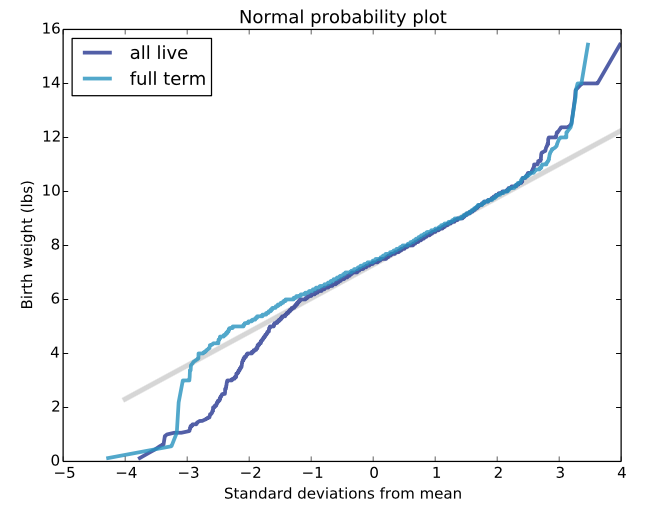 Normal probability plot
all live
full term
Birth weight (lbs)
16
14
12
10
8
6
4
2
0
−5 −4 −3 −2 −1 0 1 2 3 4
Standard deviations from mean